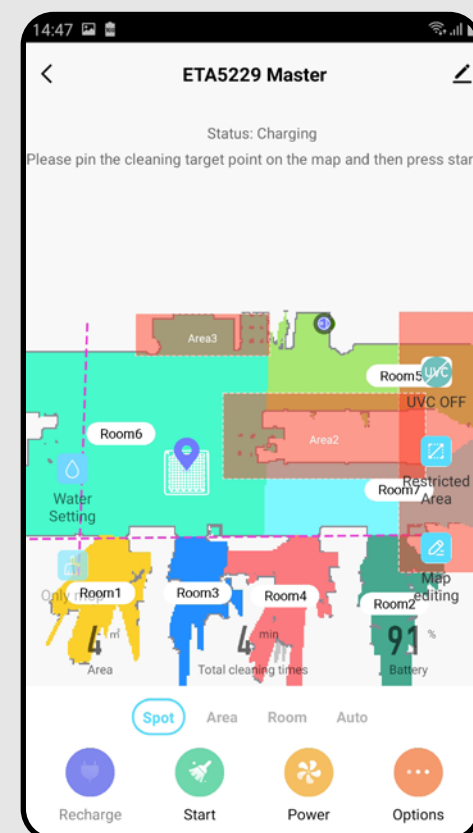 14:47
ETA5229 Master
Status: Charging
Please pin the cleaning target point on the map and then press star
Area3
Room5
UVC
UVC OFF
Room6
Area2
Restricted
Area
Room7
Water
Setting
Map
editing
Only map
Room1
Room3
Room4
Room2
4 m²
4 min
91 %
Area
Total cleaning times
Battery
Spot
Area
Room
Auto
Recharge
Start
Power
Options